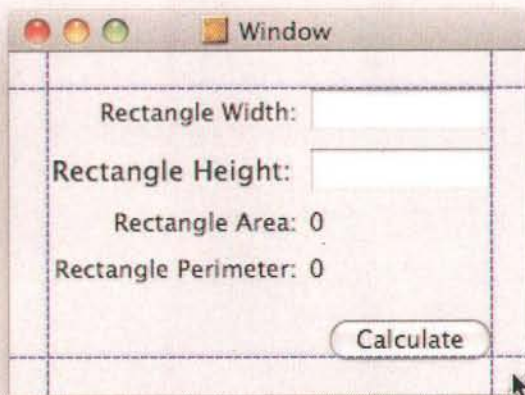 Window
Rectangle Width:
Rectangle Height:
Rectangle Area: 0
Rectangle Perimeter: 0
Calculate